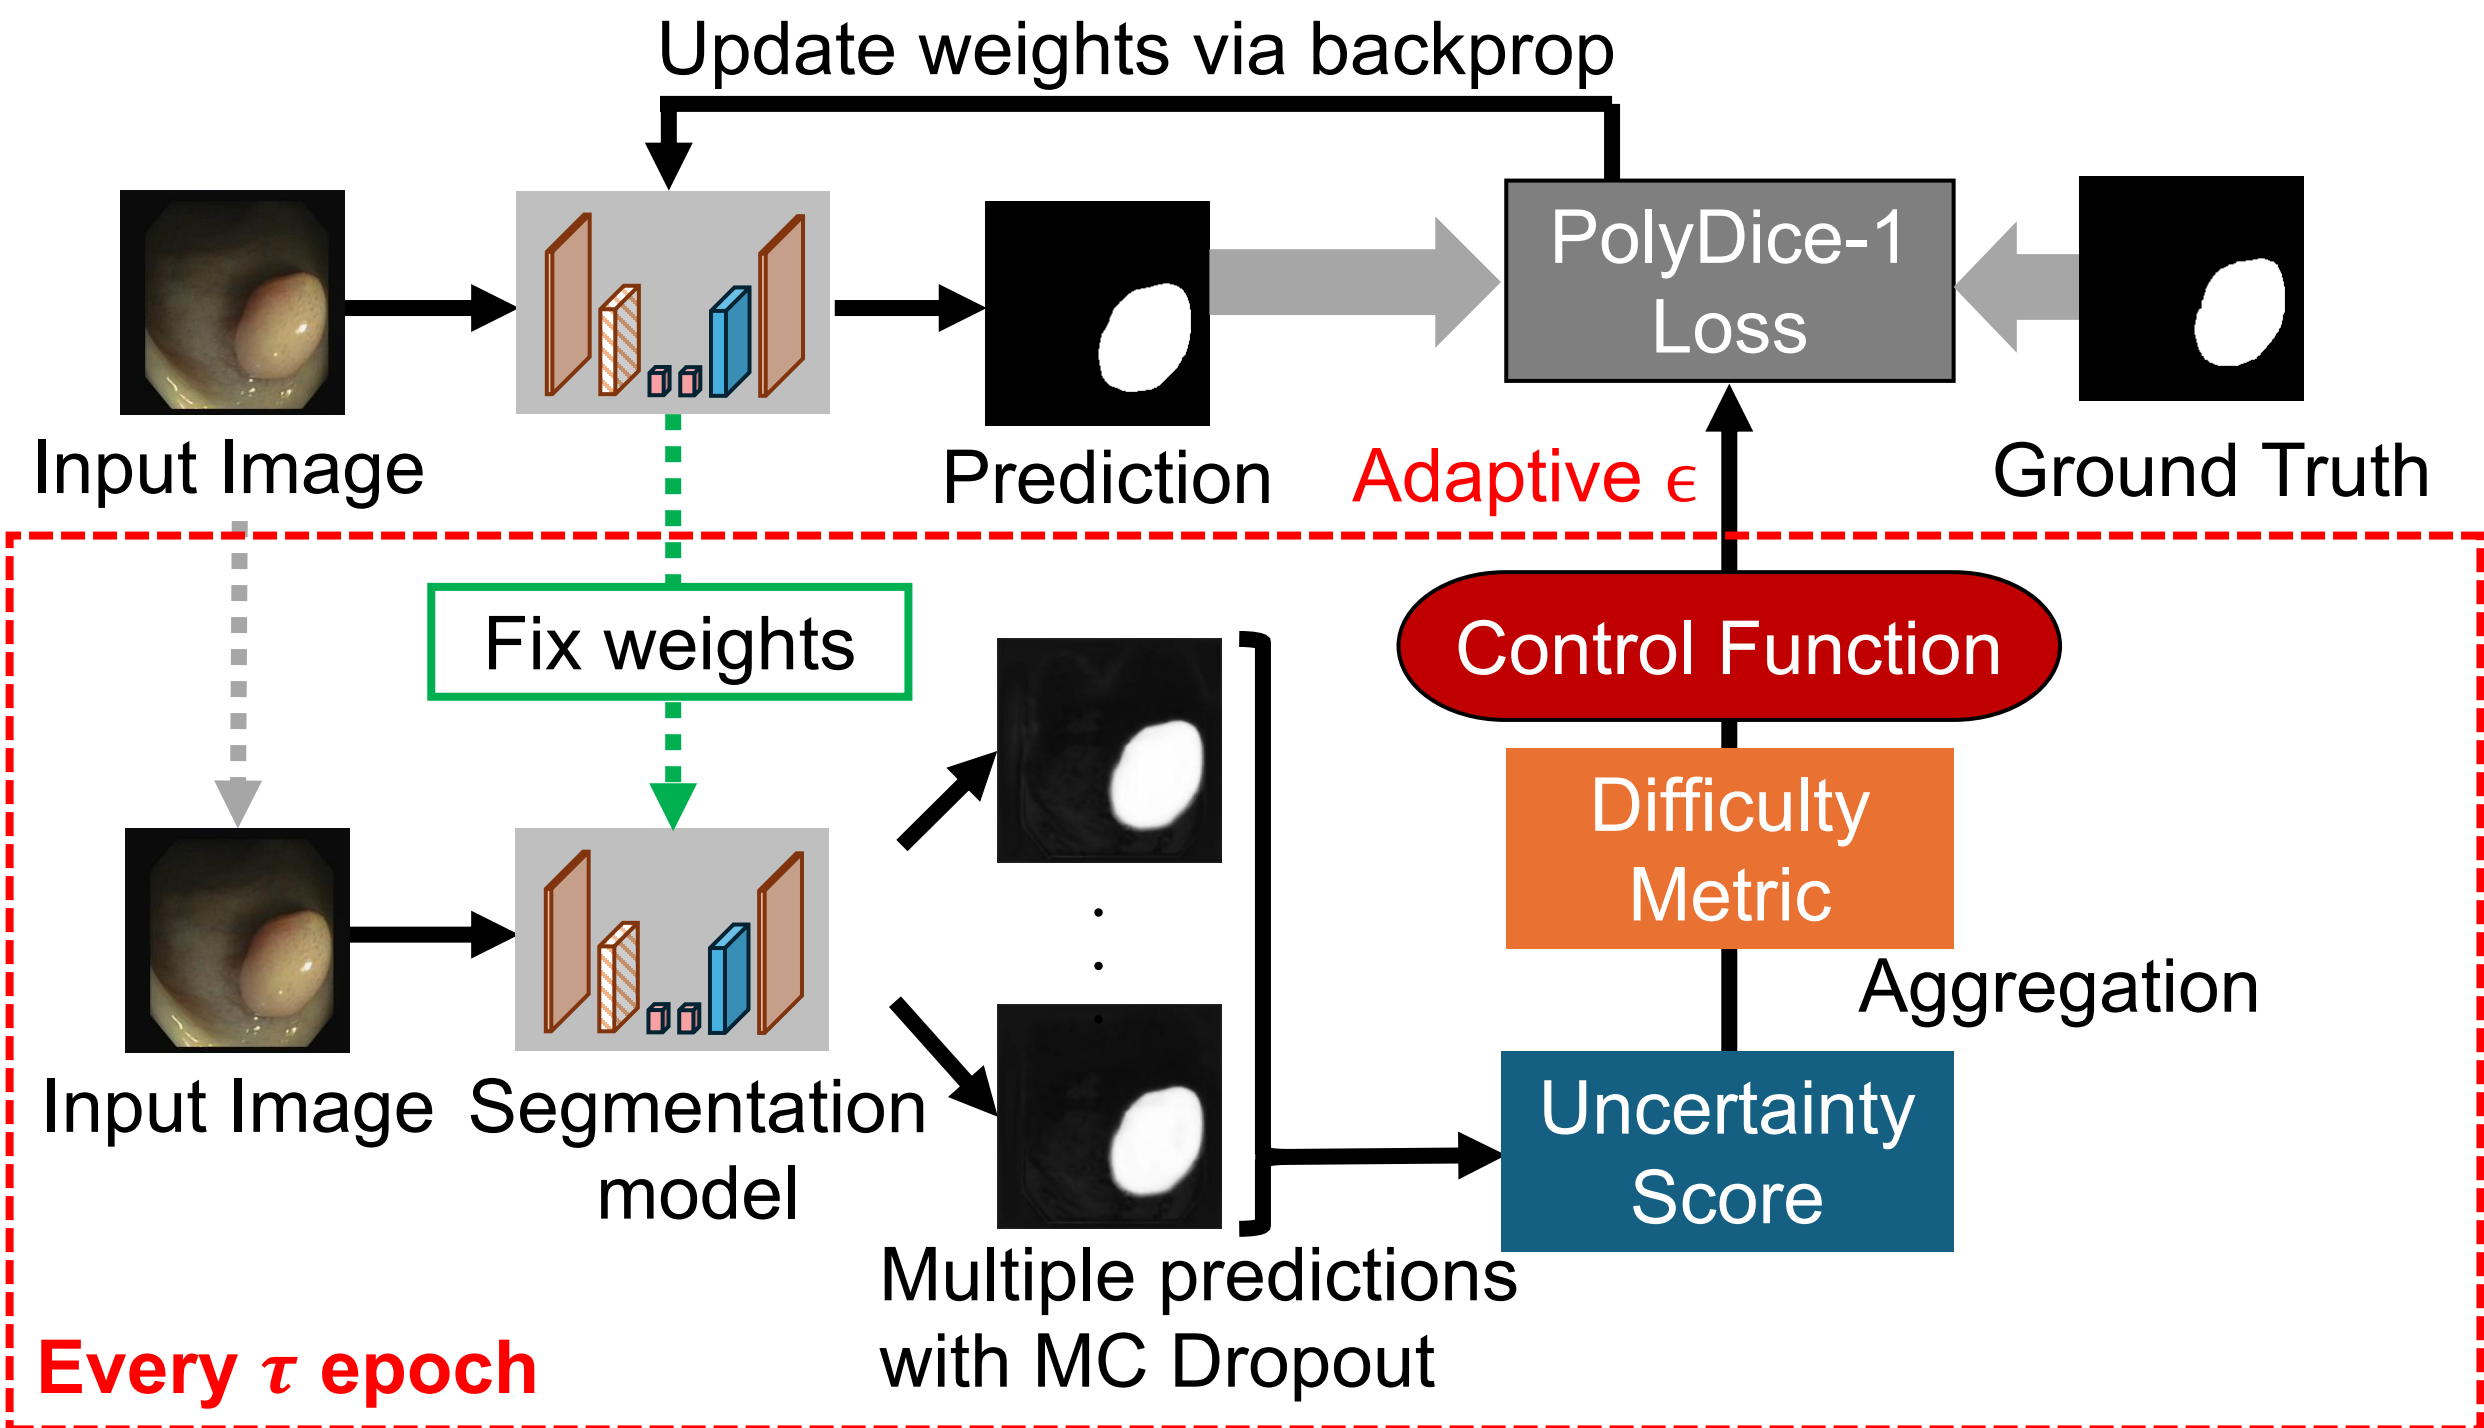 Update weights via backprop
PolyDice-1
Loss
Input Image
Prediction
Adaptive ϵ
Ground Truth
Fix weights
Control Function
Difficulty
Metric
Aggregation
Input Image
Segmentation
model
Uncertainty
Score
Multiple predictions
with MC Dropout
Every τ epoch